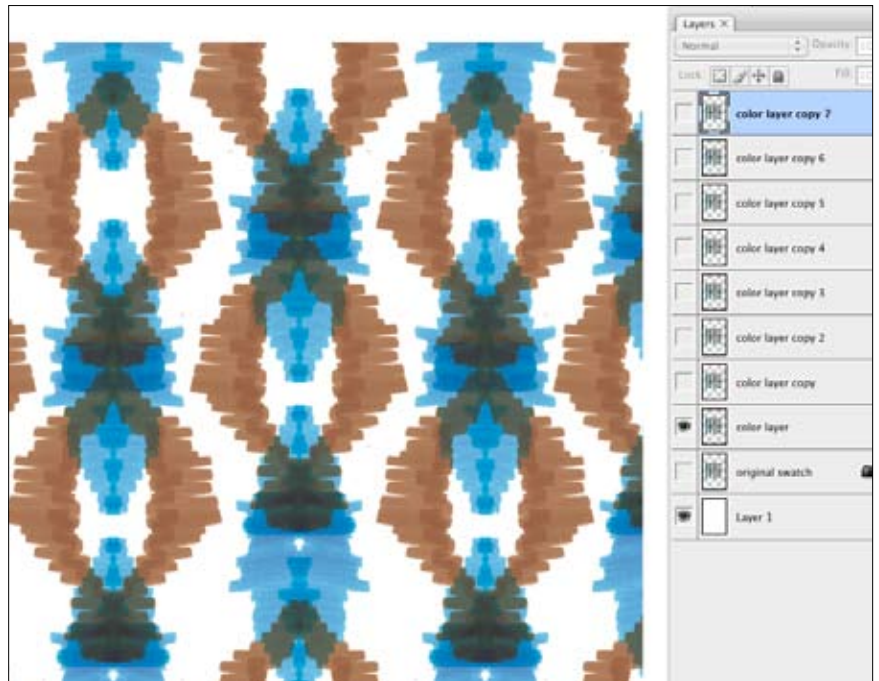 Layers ×
Normal Opacity:
Lock: Fill:
color layer copy 7
color layer copy 6
color layer copy 5
color layer copy 4
color layer copy 3
color layer copy 2
color layer copy
color layer
original swatch
Layer 1